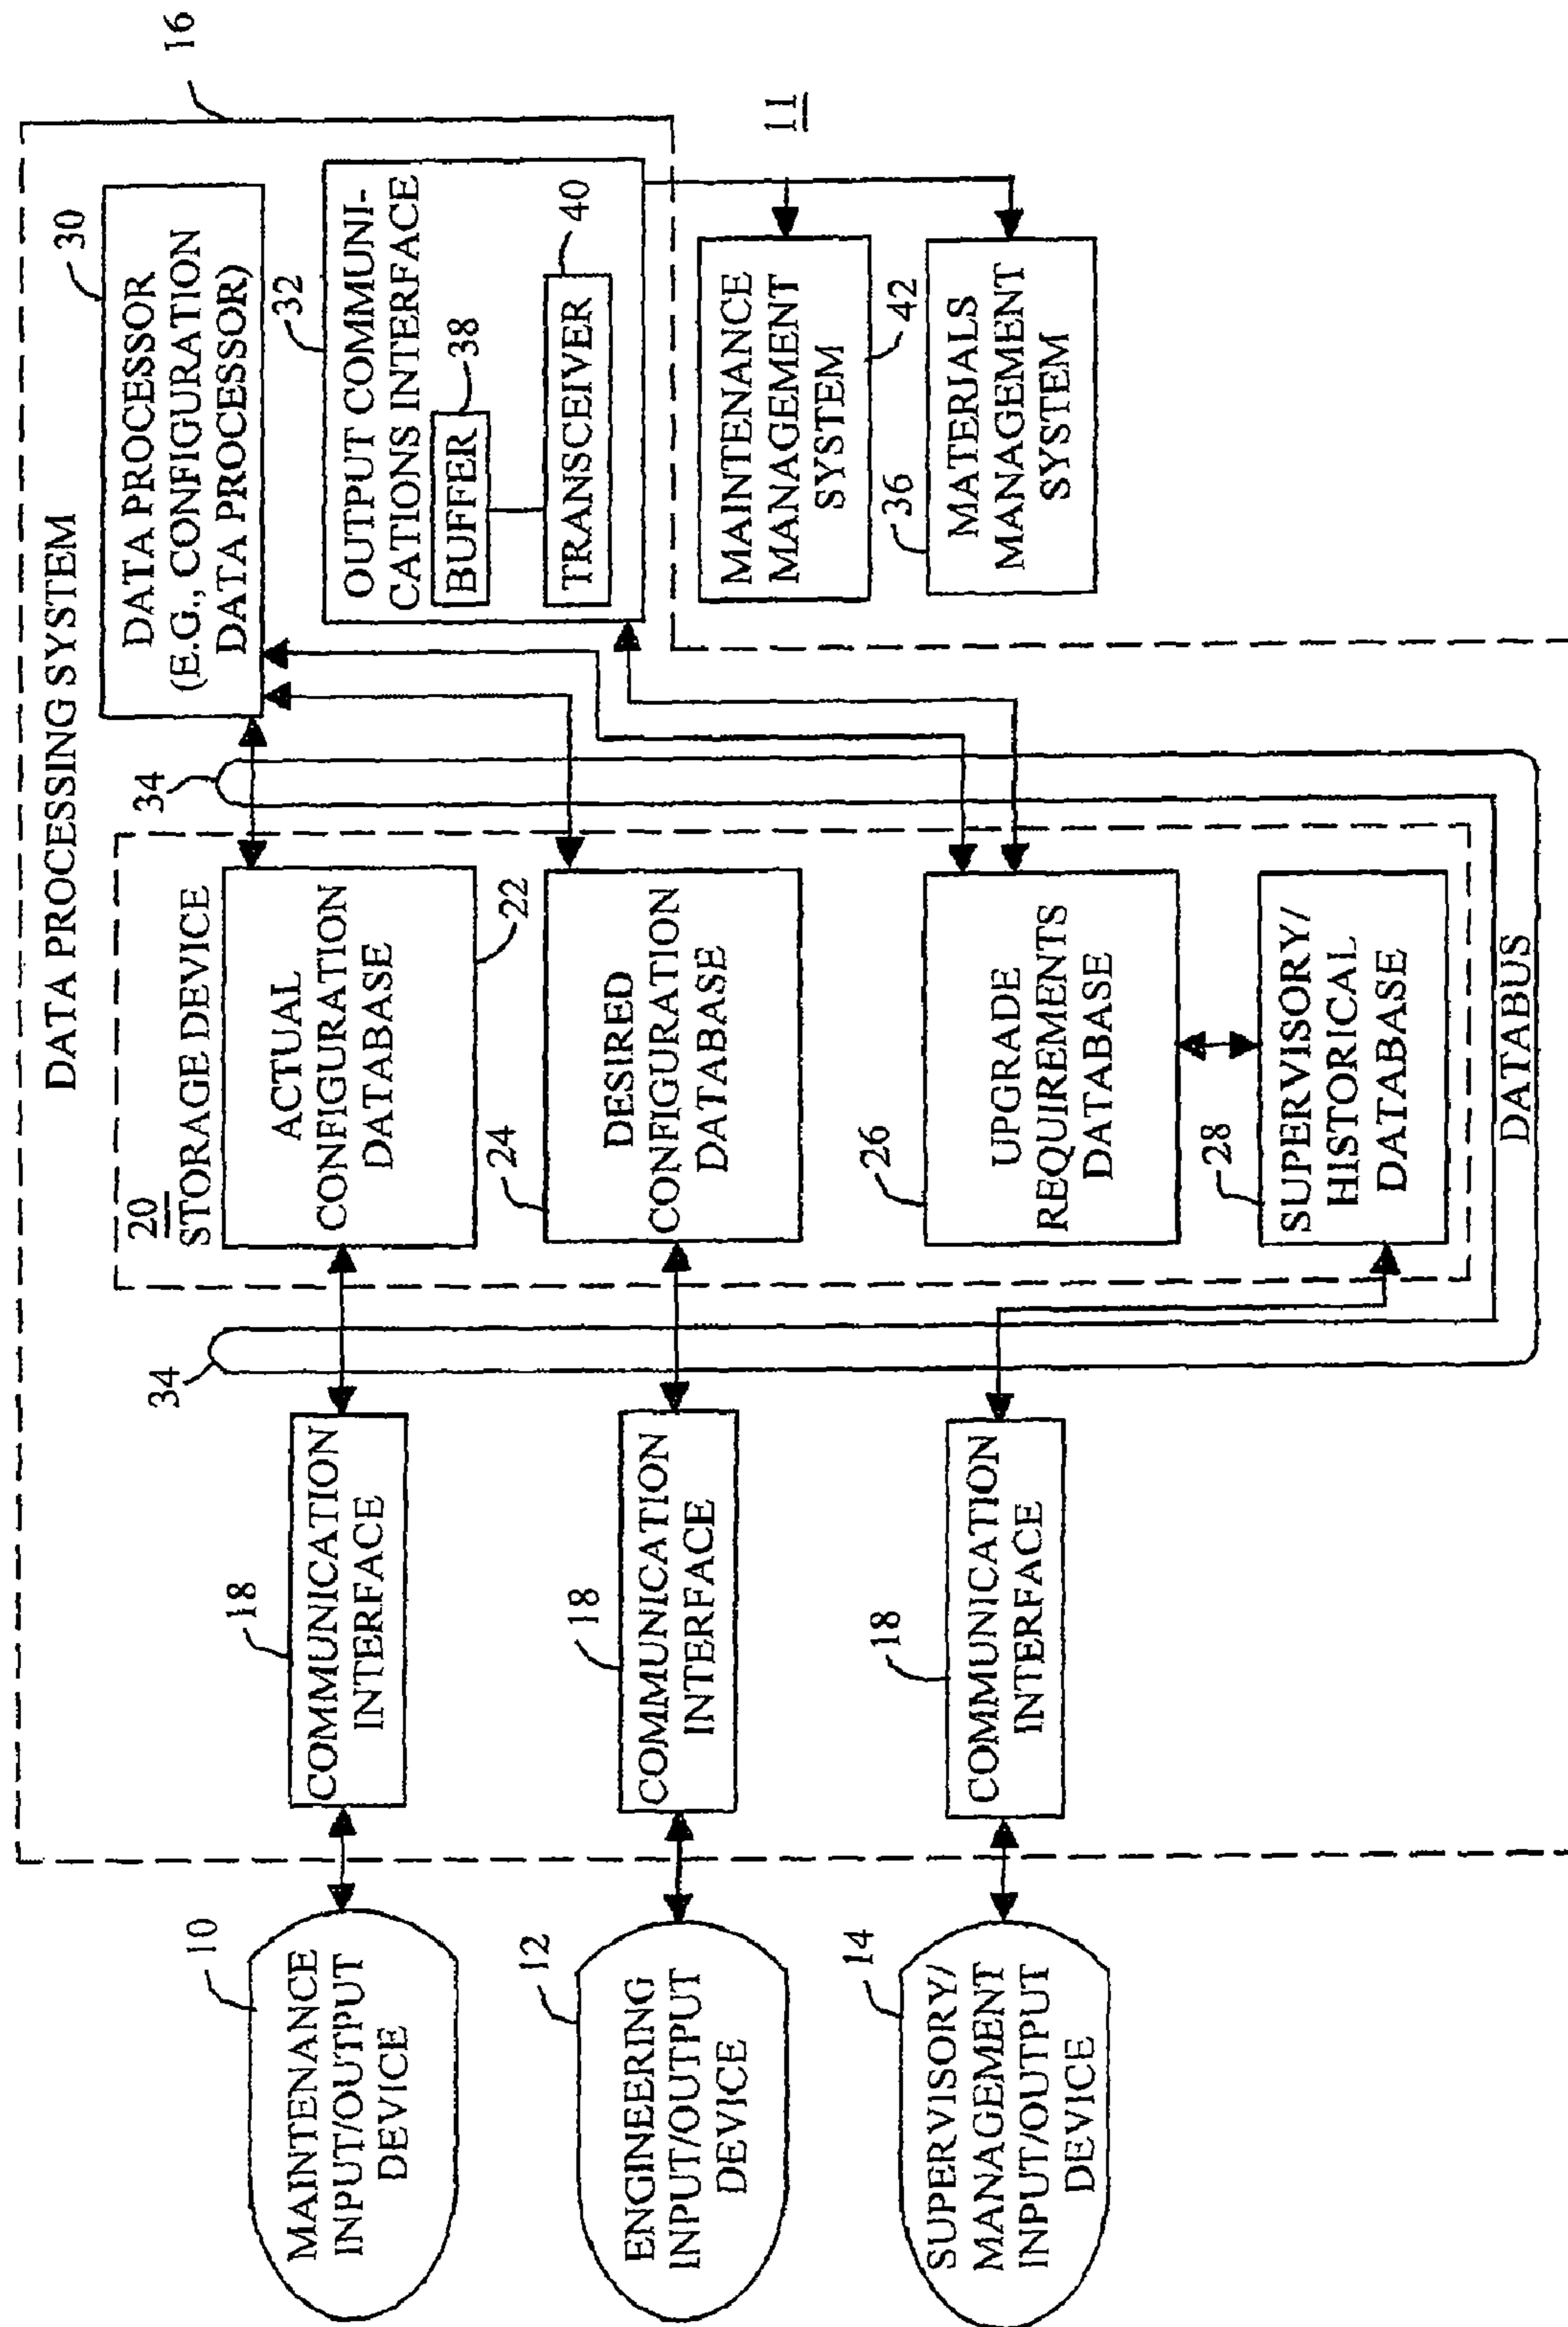 DATA PROCESSING SYSTEM
16
11
10
MAINTENANCE
INPUT/OUTPUT
DEVICE
12
ENGINEERING
INPUT/OUTPUT
DEVICE
14
SUPERVISORY/
MANAGEMENT
INPUT/OUTPUT
DEVICE
18
COMMUNICATION
INTERFACE
18
COMMUNICATION
INTERFACE
18
COMMUNICATION
INTERFACE
34
20
STORAGE DEVICE
ACTUAL
CONFIGURATION
DATABASE
22
24
DESIRED
CONFIGURATION
DATABASE
26
UPGRADE
REQUIREMENTS
DATABASE
28
SUPERVISORY/
HISTORICAL
DATABASE
DATABUS
34
30
DATA PROCESSOR
(E.G., CONFIGURATION
DATA PROCESSOR)
32
OUTPUT COMMUNI-
CATIONS INTERFACE
BUFFER
38
TRANSCEIVER
40
MAINTENANCE
MANAGEMENT
SYSTEM
42
36
MATERIALS
MANAGEMENT
SYSTEM